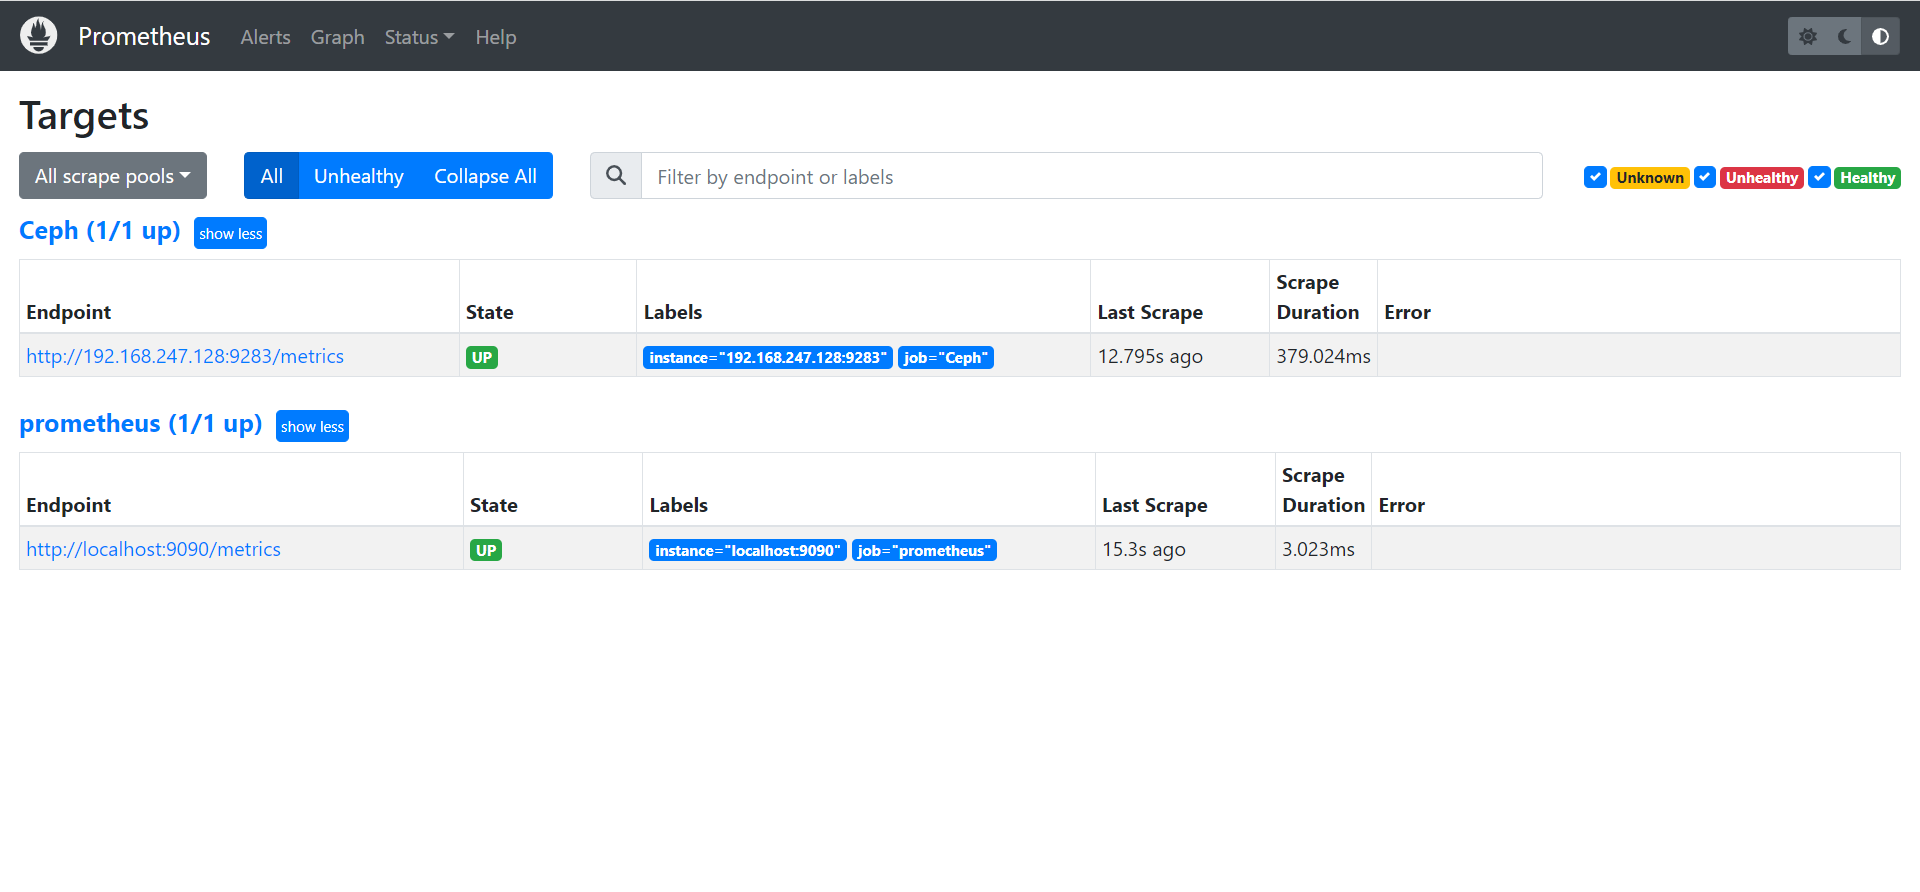 Prometheus Alerts Graph Status Help
Targets
All scrape pools All Unhealthy Collapse All Filter by endpoint or labels Unknown Unhealthy Healthy
Ceph (1/1 up) show less
Endpoint State Labels Last Scrape Scrape Duration Error
http://192.168.247.128:9283/metrics UP instance="192.168.247.128:9283" job="Ceph" 12.795s ago 379.024ms
prometheus (1/1 up) show less
Endpoint State Labels Last Scrape Scrape Duration Error
http://localhost:9090/metrics UP instance="localhost:9090" job="prometheus" 15.3s ago 3.023ms